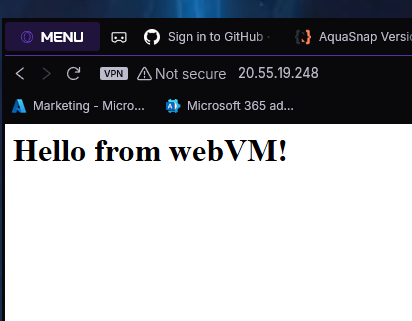 MENU
Sign in to GitHub ·
AquaSnap Versi
VPN
Not secure
20.55.19.248
Marketing - Micro...
Microsoft 365 ad...
Hello from webVM!